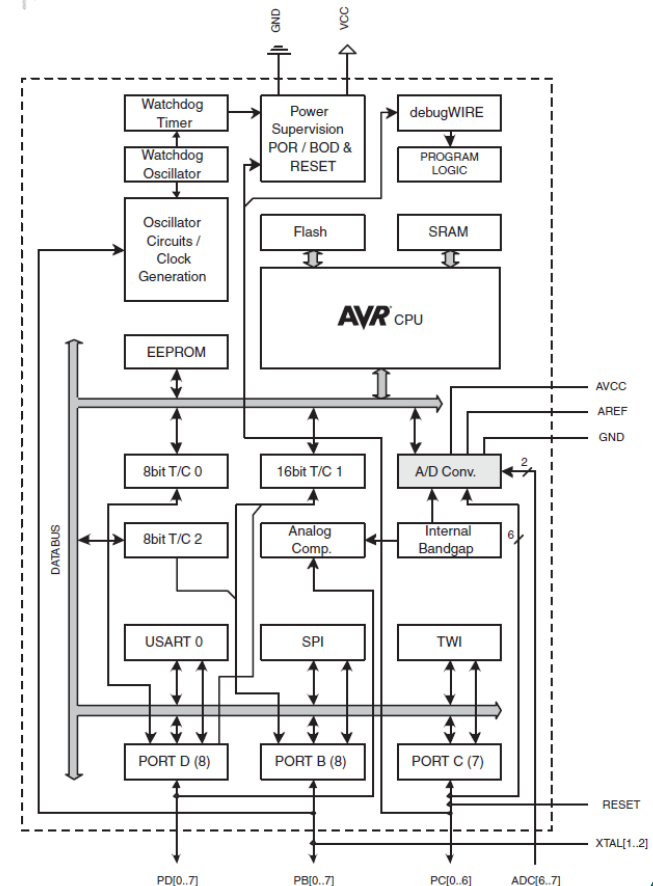 GND
VCC
Watchdog
Timer
Power
Supervision
POR / BOD &
RESET
debugWIRE
PROGRAM
LOGIC
Watchdog
Oscillator
Oscillator
Circuits /
Clock
Generation
Flash
SRAM
AVR CPU
EEPROM
AVCC
AREF
GND
8bit T/C 0
16bit T/C 1
A/D Conv.
2
DATABUS
8bit T/C 2
Analog
Comp.
Internal
Bandgap
6
USART 0
SPI
TWI
PORT D (8)
PORT B (8)
PORT C (7)
RESET
XTAL[1..2]
PD[0..7]
PB[0..7]
PC[0..6]
ADC[6..7]